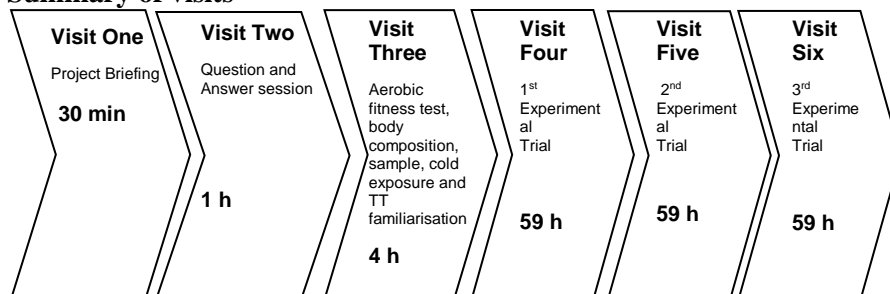 Summary of visits
Visit One
Project Briefing
30 min
Visit Two
Question and
Answer session
1 h
Visit
Three
Aerobic
fitness test,
body
composition,
sample, cold
exposure and
TT
familiarisation
4 h
Visit
Four
1st
Experiment
al
Trial
59 h
Visit
Five
2nd
Experiment
al
Trial
59 h
Visit
Six
3rd
Experime
ntal
Trial
59 h